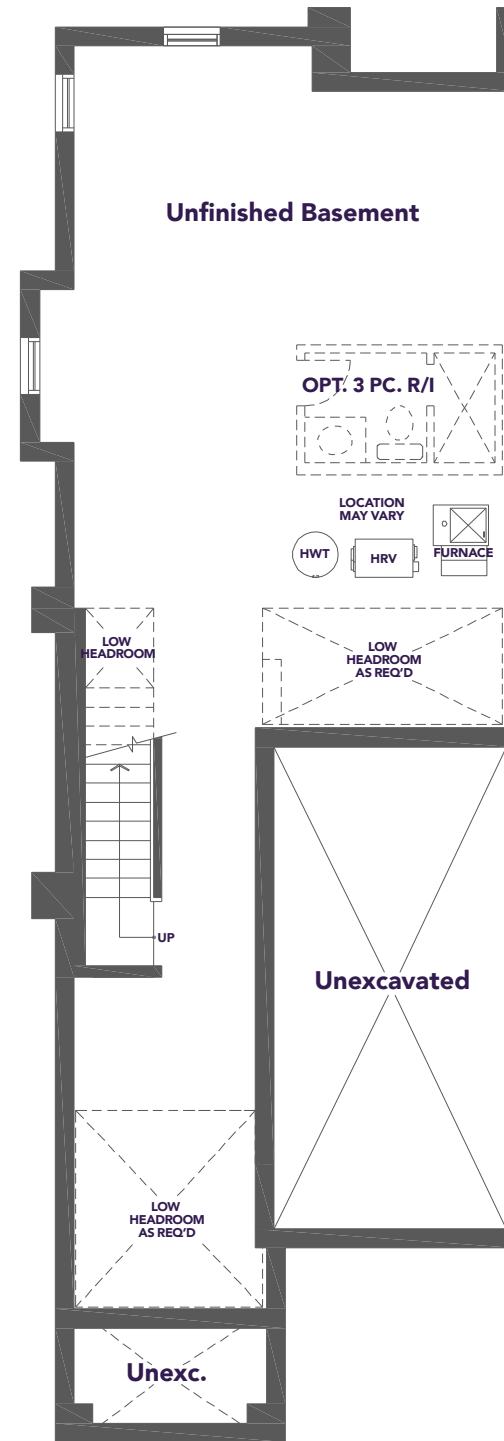 Unfinished Basement
OPT. 3 PC. R/I
LOCATION
MAY VARY
HWT
HRV
FURNACE
LOW
HEADROOM
LOW
HEADROOM
AS REQ'D
UP
Unexcavated
LOW
HEADROOM
AS REQ'D
Unexc.